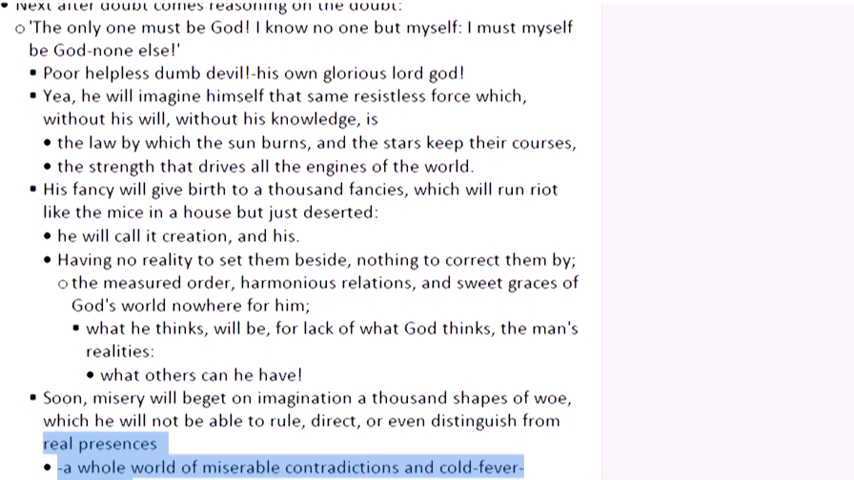 • Next after doubt comes reasoning on the doubt:
○ 'The only one must be God! I know no one but myself: I must myself
be God-none else!'
▪ Poor helpless dumb devil!-his own glorious lord god!
▪ Yea, he will imagine himself that same resistless force which,
without his will, without his knowledge, is
• the law by which the sun burns, and the stars keep their courses,
• the strength that drives all the engines of the world.
▪ His fancy will give birth to a thousand fancies, which will run riot
like the mice in a house but just deserted:
• he will call it creation, and his.
• Having no reality to set them beside, nothing to correct them by;
○ the measured order, harmonious relations, and sweet graces of
God's world nowhere for him;
▪ what he thinks, will be, for lack of what God thinks, the man's
realities:
• what others can he have!
▪ Soon, misery will beget on imagination a thousand shapes of woe,
which he will not be able to rule, direct, or even distinguish from
real presences
• -a whole world of miserable contradictions and cold-fever-